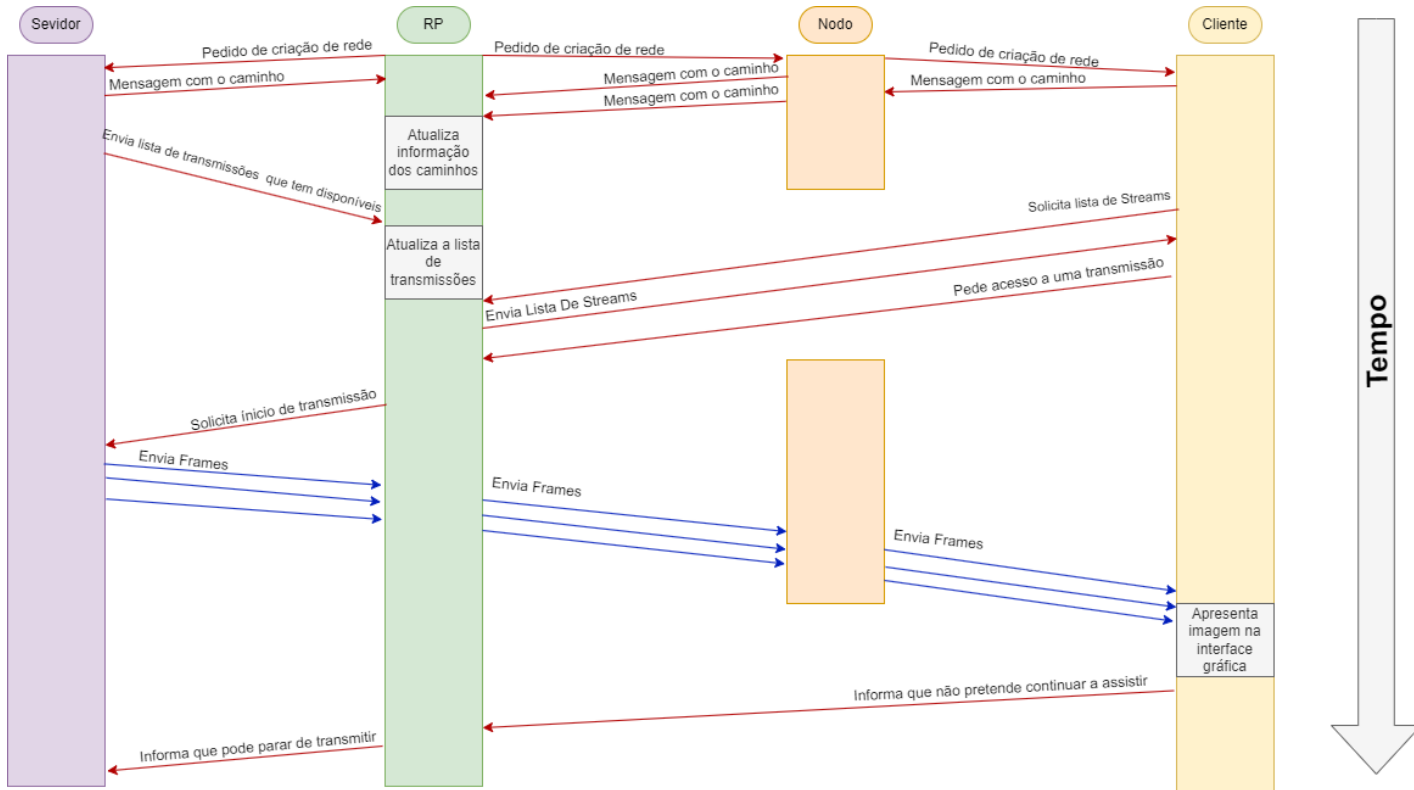 Sevidor
RP
Nodo
Cliente
Pedido de criação de rede
Pedido de criação de rede
Pedido de criação de rede
Mensagem com o caminho
Mensagem com o caminho
Mensagem com o caminho
Mensagem com o caminho
Atualiza
informação
dos caminhos
Envia lista de transmissões que tem disponíveis
Solicita lista de Streams
Atualiza a lista
de
transmissões
Envia Lista De Streams
Pede acesso a uma transmissão
Tempo
Solicita ínicio de transmissão
Envia Frames
Envia Frames
Envia Frames
Apresenta
imagem na
interface
gráfica
Informa que não pretende continuar a assistir
Informa que pode parar de transmitir